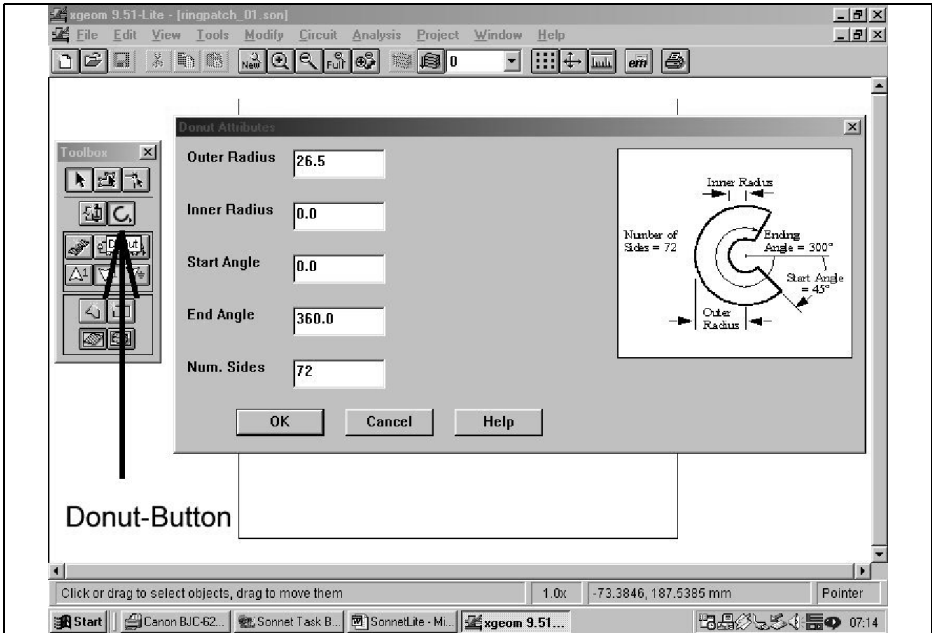 xgeom 9.51-Lite - [ringpatch_01.son]
File Edit View Tools Modify Circuit Analysis Project Window Help
New Full 0 em
Donut Attributes
Toolbox
Outer Radius 26.5
Inner Radius 0.0
Start Angle 0.0
End Angle 360.0
Num. Sides 72
OK Cancel Help
Inner Radius
Number of
Sides = 72
Ending
Angle = 300°
Start Angle
= 45°
Outer
Radius
Donut-Button
Click or drag to select objects, drag to move them 1.0x -73.3846, 187.5385 mm Pointer
Start Canon BJC-62... Sonnet Task B... SonnetLite - Mi... xgeom 9.51... 07:14